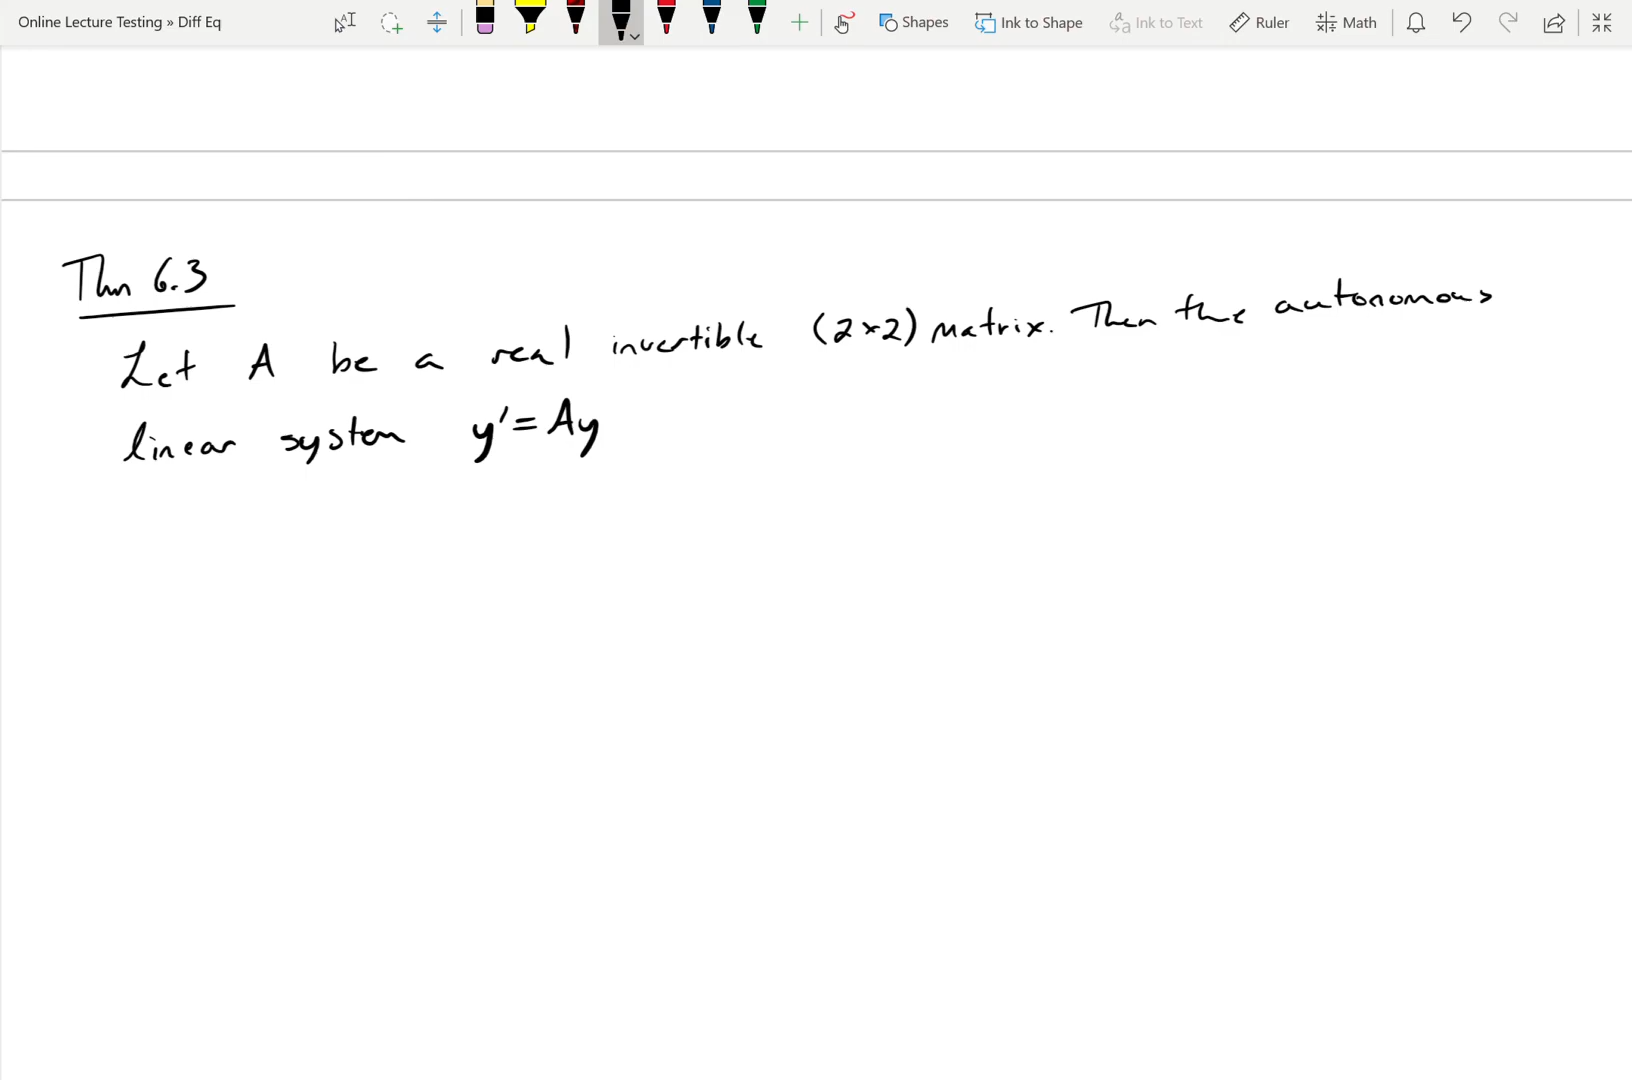 Online Lecture Testing » Diff Eq
Shapes
Ink to Shape
Ink to Text
Ruler
Math
Thm 6.3
Let A be a real invertible (2×2) matrix. Then the autonomous
linear system y' = Ay